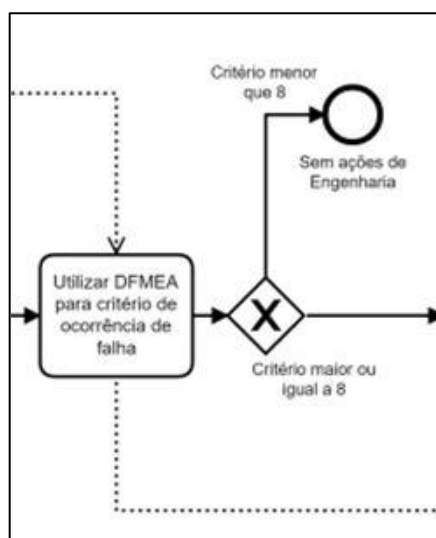 Critério menor
que 8
Sem ações de
Engenharia
Utilizar DFMEA
para critério de
ocorrência de
falha
X
Critério maior ou
igual a 8